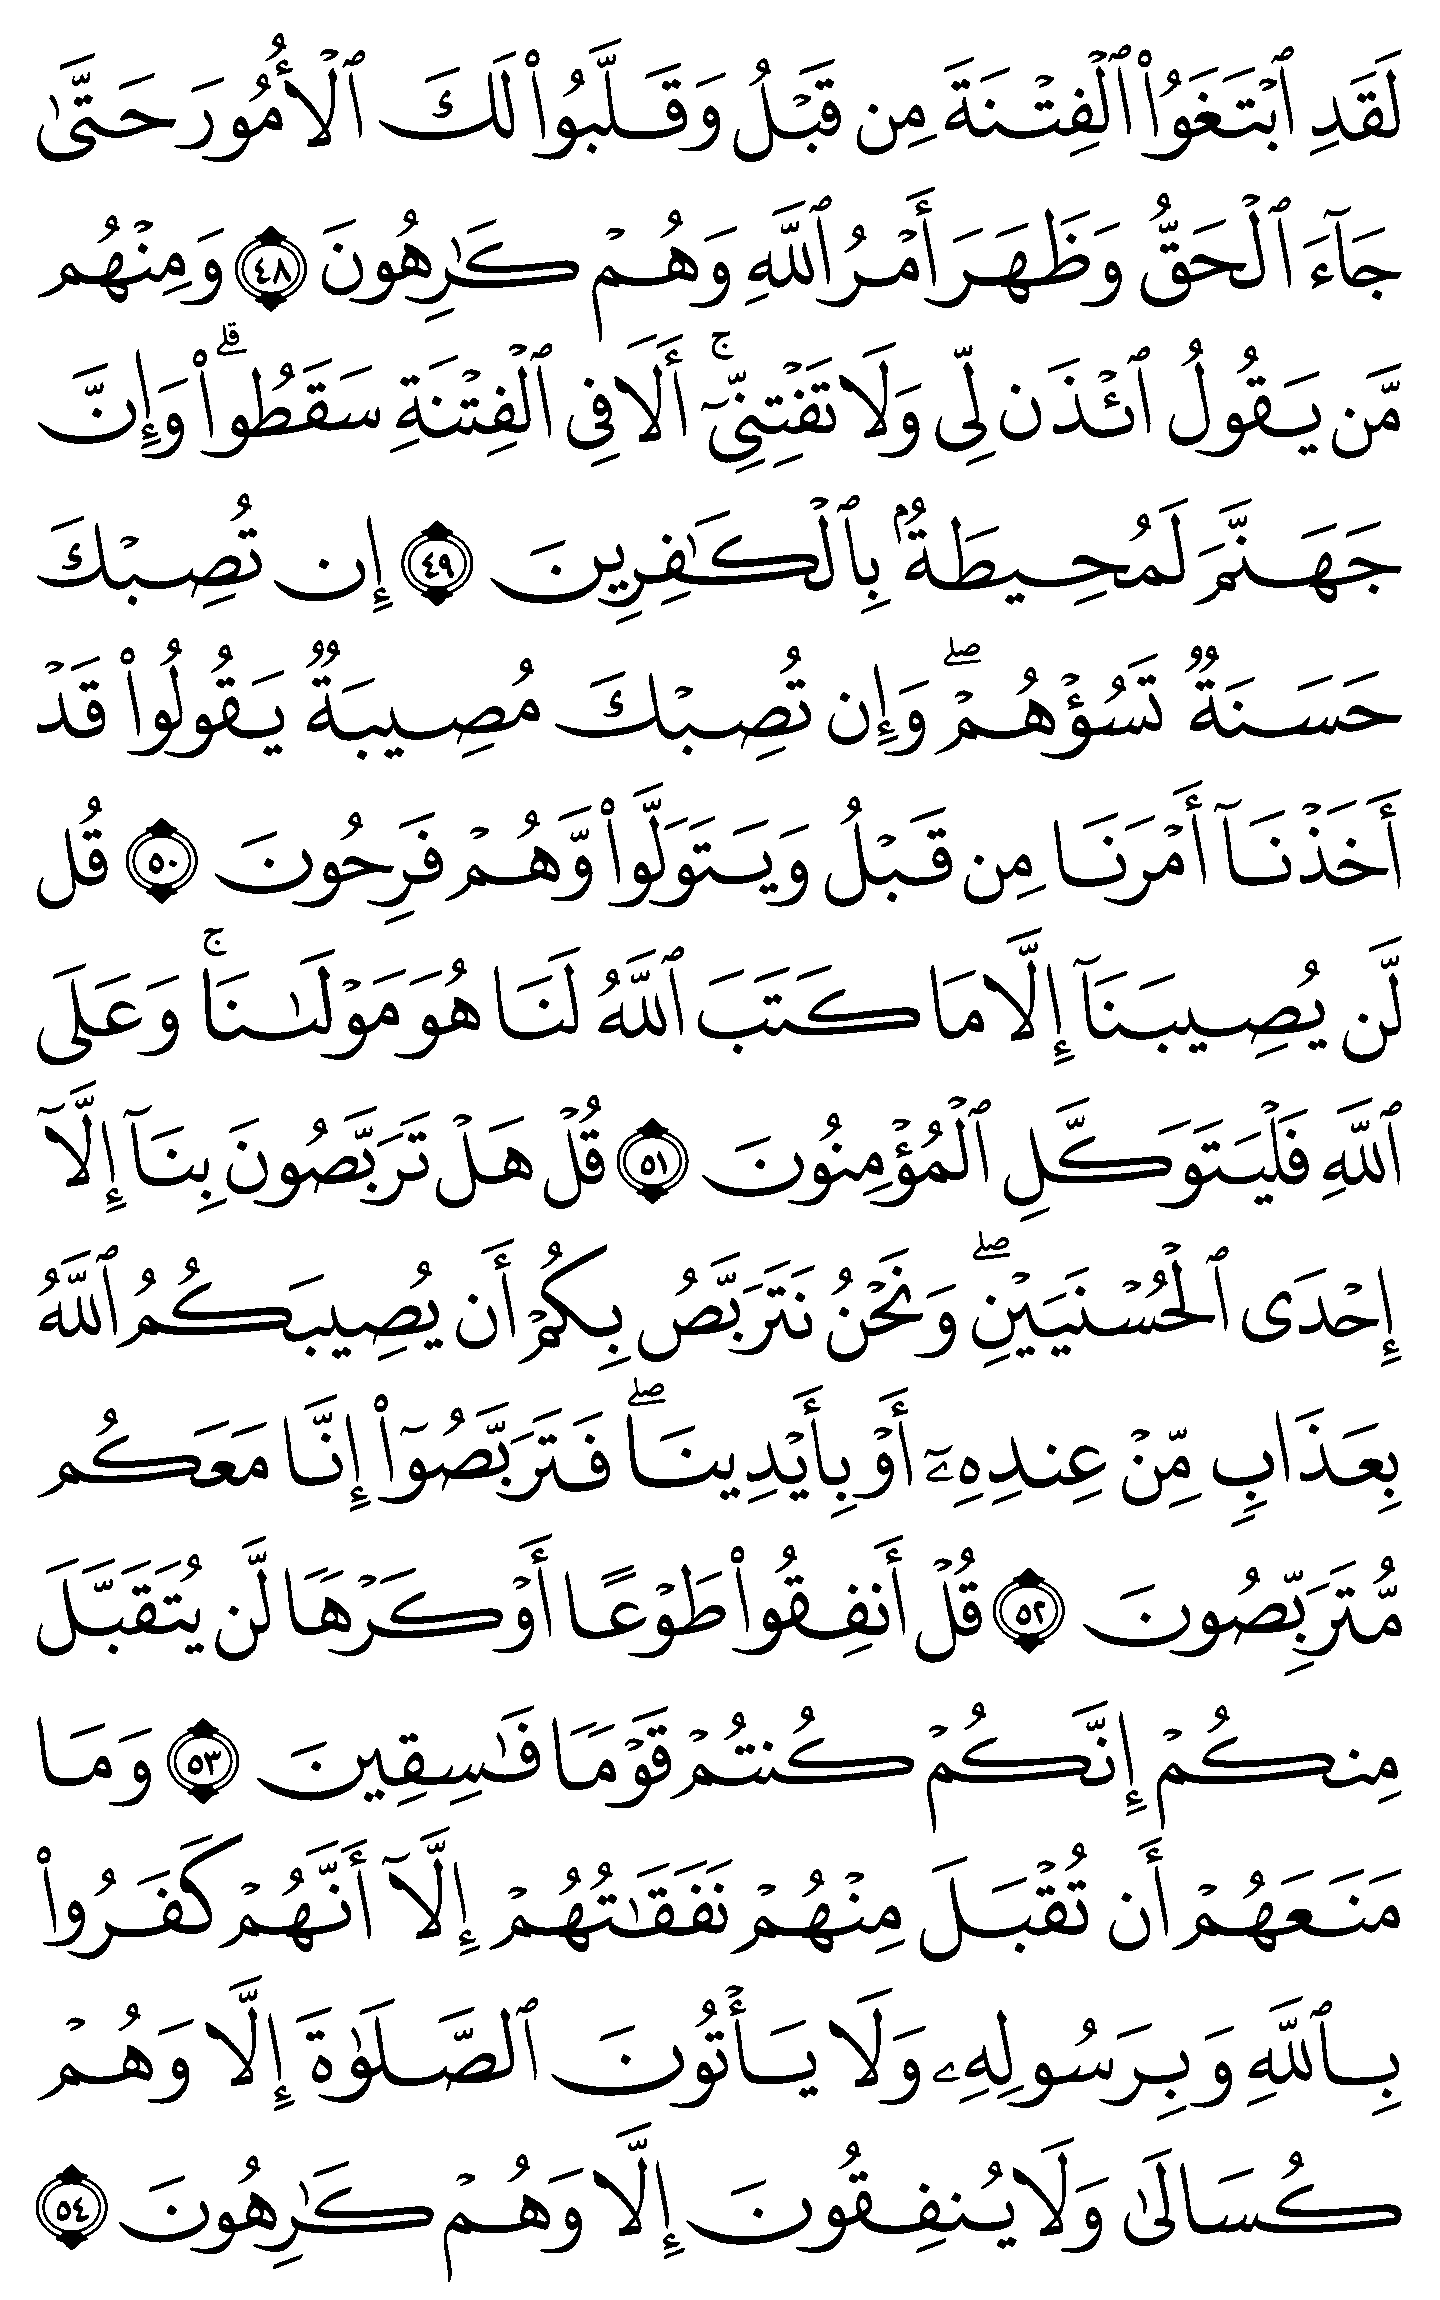 لَقَدِ ٱبْتَغَوُا۟ ٱلْفِتْنَةَ مِن قَبْلُ وَقَلَّبُوا۟ لَكَ ٱلْأُمُورَ حَتَّىٰ
جَآءَ ٱلْحَقُّ وَظَهَرَ أَمْرُ ٱللَّهِ وَهُمْ كَـٰرِهُونَ ٤٨ وَمِنْهُم
مَّن يَقُولُ ٱئْذَن لِّى وَلَا تَفْتِنِّىٓ ۚ أَلَا فِى ٱلْفِتْنَةِ سَقَطُوا۟ ۗ وَإِنَّ
جَهَنَّمَ لَمُحِيطَةٌۢ بِٱلْكَـٰفِرِينَ ٤٩ إِن تُصِبْكَ
حَسَنَةٌ تَسُؤْهُمْ ۖ وَإِن تُصِبْكَ مُصِيبَةٌ يَقُولُوا۟ قَدْ
أَخَذْنَآ أَمْرَنَا مِن قَبْلُ وَيَتَوَلَّوا۟ وَّهُمْ فَرِحُونَ ٥٠ قُل
لَّن يُصِيبَنَآ إِلَّا مَا كَتَبَ ٱللَّهُ لَنَا هُوَ مَوْلَىٰنَا ۚ وَعَلَى
ٱللَّهِ فَلْيَتَوَكَّلِ ٱلْمُؤْمِنُونَ ٥١ قُلْ هَلْ تَرَبَّصُونَ بِنَآ إِلَّآ
إِحْدَى ٱلْحُسْنَيَيْنِ ۖ وَنَحْنُ نَتَرَبَّصُ بِكُمْ أَن يُصِيبَكُمُ ٱللَّهُ
بِعَذَابٍ مِّنْ عِندِهِۦٓ أَوْ بِأَيْدِينَا ۖ فَتَرَبَّصُوٓا۟ إِنَّا مَعَكُم
مُّتَرَبِّصُونَ ٥٢ قُلْ أَنفِقُوا۟ طَوْعًا أَوْ كَرْهًا لَّن يُتَقَبَّلَ
مِنكُمْ إِنَّكُمْ كُنتُمْ قَوْمًا فَـٰسِقِينَ ٥٣ وَمَا
مَنَعَهُمْ أَن تُقْبَلَ مِنْهُمْ نَفَقَـٰتُهُمْ إِلَّآ أَنَّهُمْ كَفَرُوا۟
بِٱللَّهِ وَبِرَسُولِهِۦ وَلَا يَأْتُونَ ٱلصَّلَوٰةَ إِلَّا وَهُمْ
كُسَالَىٰ وَلَا يُنفِقُونَ إِلَّا وَهُمْ كَـٰرِهُونَ ٥٤